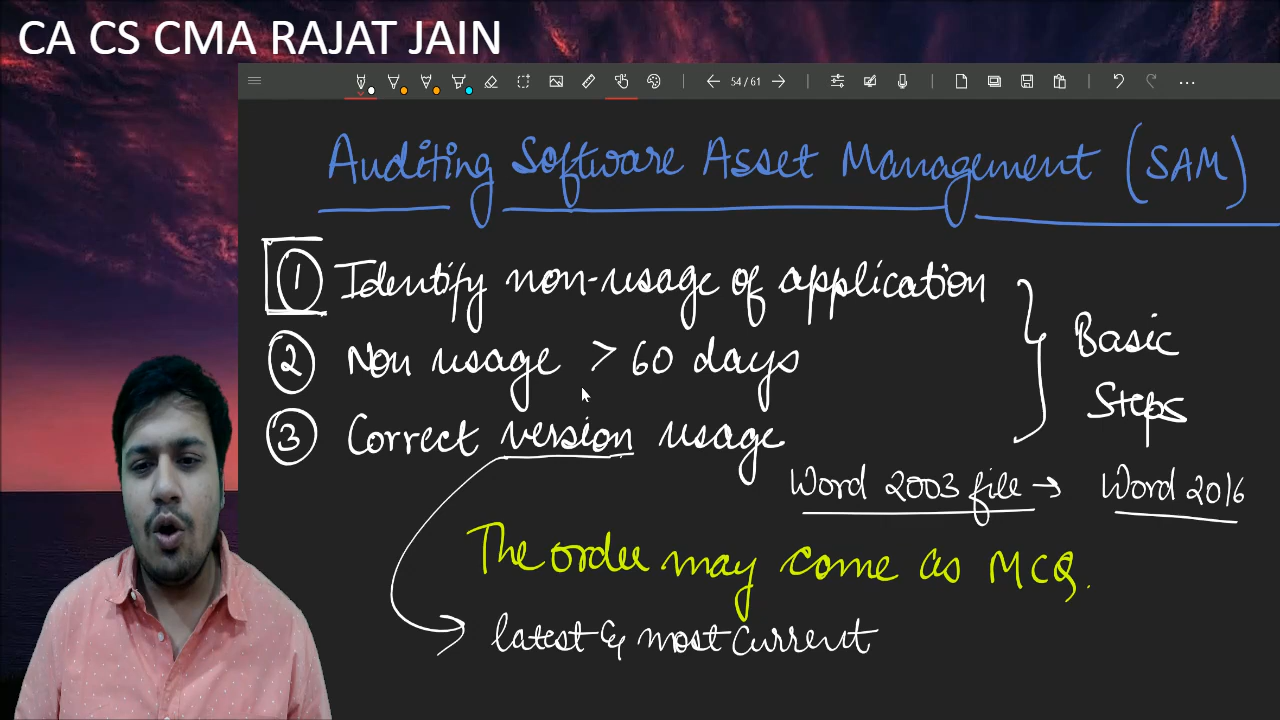 CA CS CMA RAJAT JAIN
54 / 61
Auditing Software Asset Management (SAM)
① Identify non-usage of application
② Non usage > 60 days
③ Correct version usage
Basic
Steps
Word 2003 file → Word 2016
The order may come as MCQ.
latest & most current